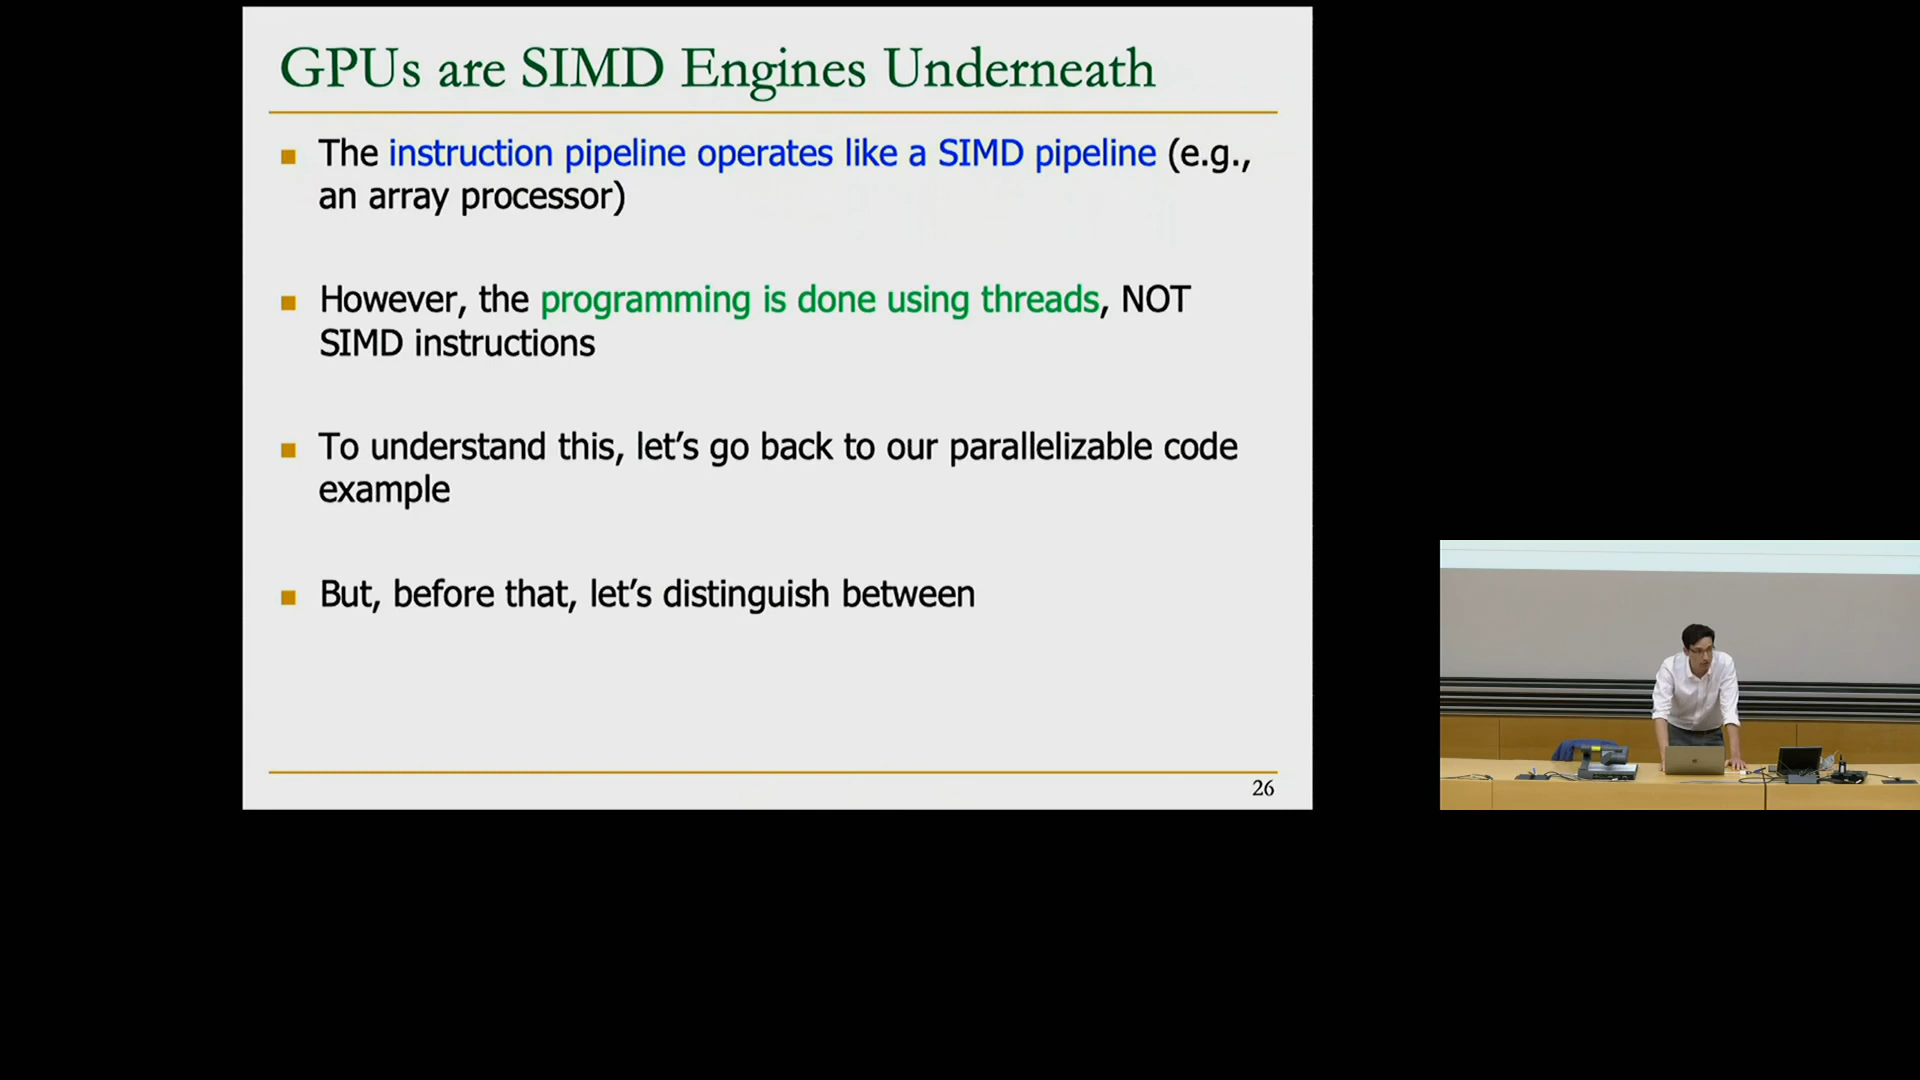 GPUs are SIMD Engines Underneath
The instruction pipeline operates like a SIMD pipeline (e.g.,
an array processor)
However, the programming is done using threads, NOT
SIMD instructions
To understand this, let’s go back to our parallelizable code
example
But, before that, let’s distinguish between
26